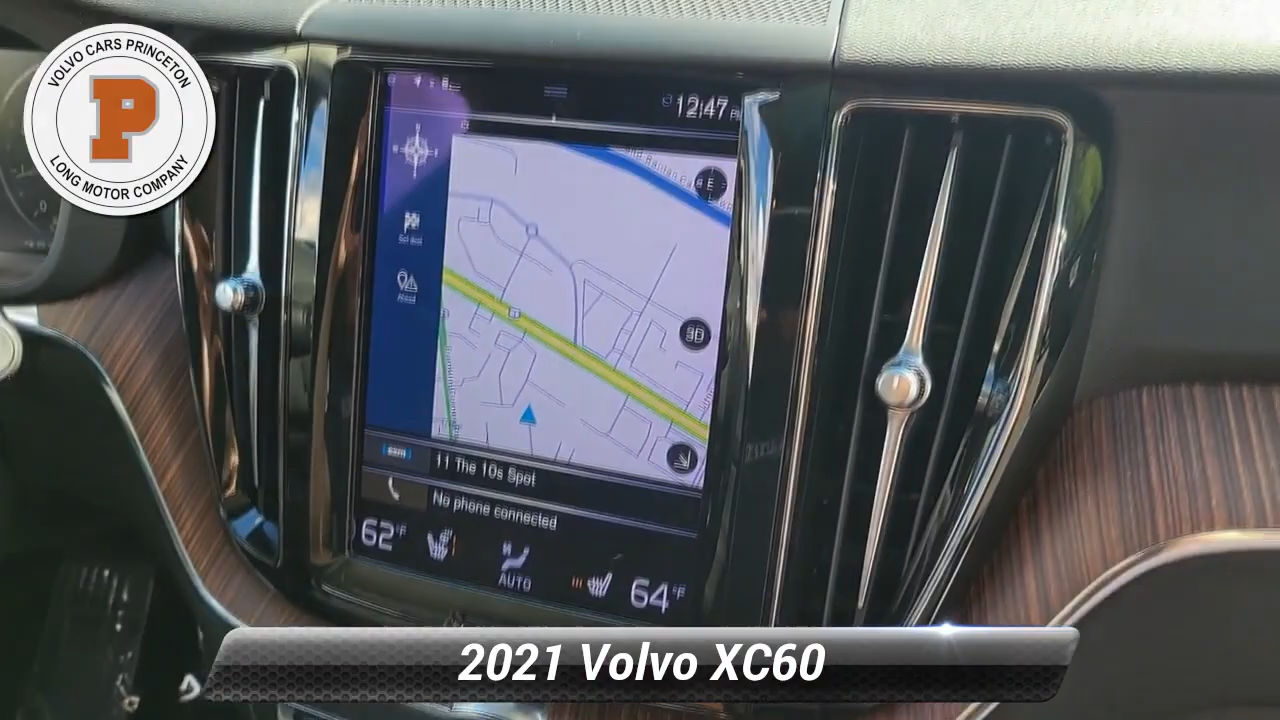 VOLVO CARS PRINCETON
P
LONG MOTOR COMPANY
12:47
E
3D
11 The 10s Spot
No phone connected
62°F
AUTO
64°F
2021 Volvo XC60